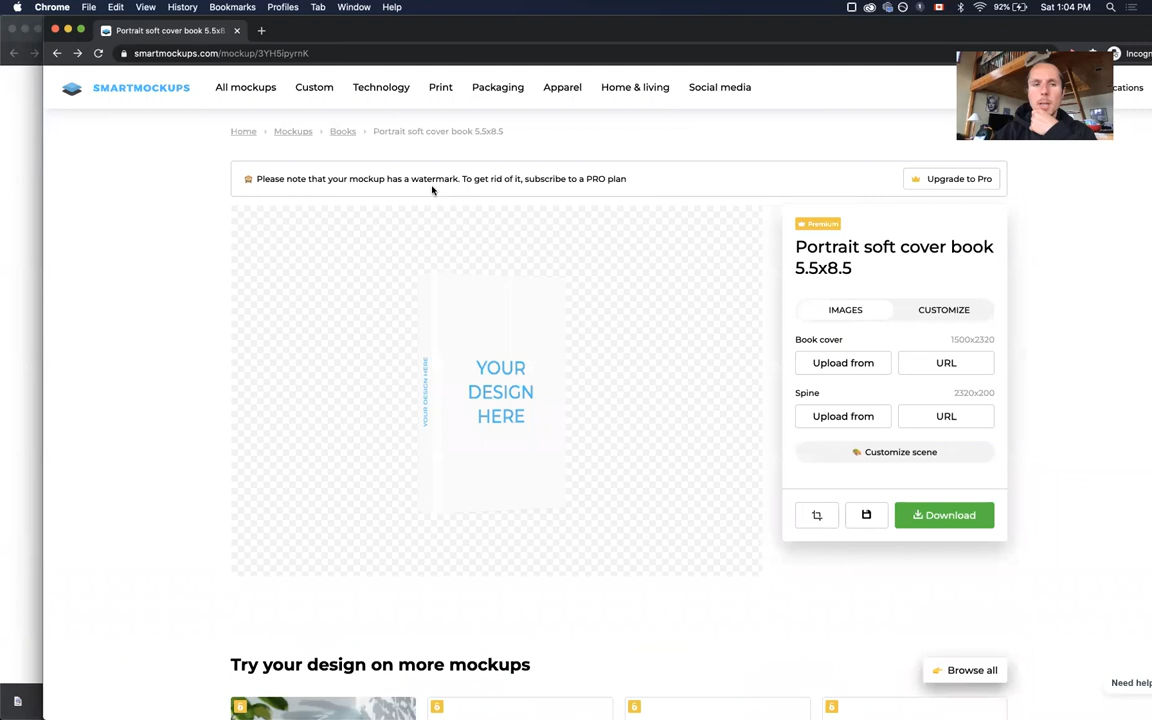 Chrome File Edit View History Bookmarks Profiles Tab Window Help
92% Sat 1:04 PM
Portrait soft cover book 5.5x8.5
smartmockups.com/mockup/3YH5ipyrnK
SMARTMOCKUPS All mockups Custom Technology Print Packaging Apparel Home & living Social media
Home > Mockups > Books > Portrait soft cover book 5.5x8.5
Please note that your mockup has a watermark. To get rid of it, subscribe to a PRO plan
Upgrade to Pro
YOUR DESIGN HERE
YOUR
DESIGN
HERE
Premium
Portrait soft cover book
5.5x8.5
IMAGES CUSTOMIZE
Book cover 1500x2320
Upload from URL
Spine 2320x200
Upload from URL
Customize scene
Download
Try your design on more mockups
Browse all
Need help